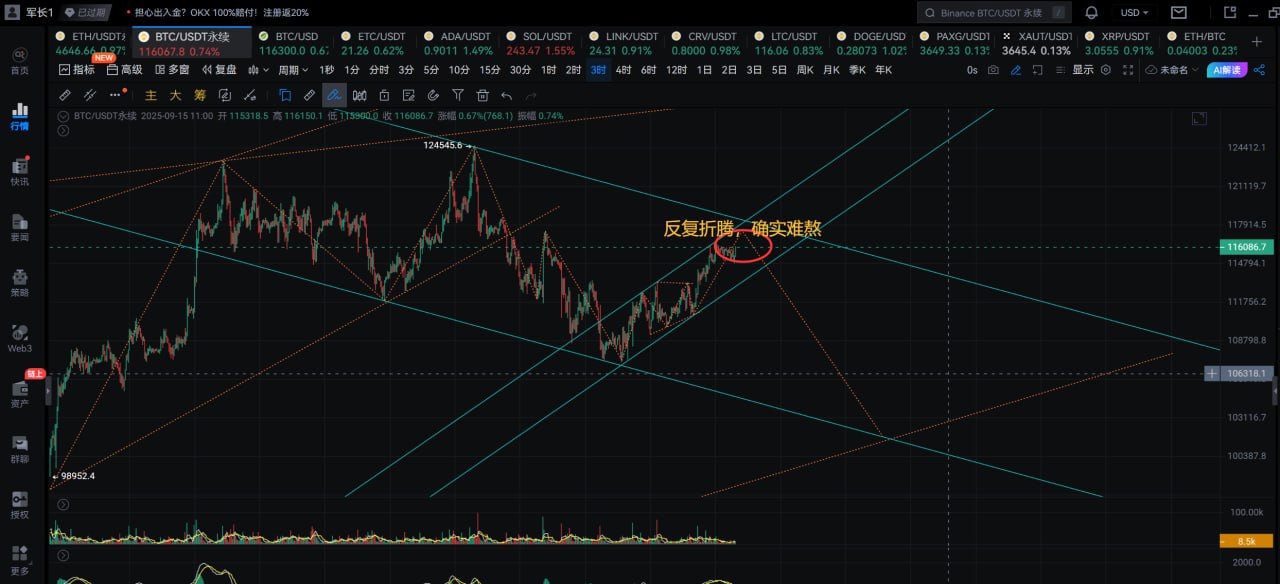 军长1 已过期 • 担心出入金？OKX 100%赔付！注册返20% Binance BTC/USDT 永续 / USD
ETH/USDT BTC/USDT永续 BTC/USD ETC/USDT ADA/USDT SOL/USDT LINK/USDT CRV/USDT LTC/USDT DOGE/USD PAXG/USDT XAUT/USDT XRP/USDT ETH/BTC
4646.66 0.97% 116067.8 0.74% 116300.0 0.67 21.26 0.62% 0.9011 1.49% 243.47 1.55% 24.31 0.91% 0.8000 0.98% 116.06 0.83% 0.28073 1.02% 3649.33 0.13% 3645.4 0.13% 3.0555 0.91% 0.04003 0.23%
NEW
指标 高级 多窗 复盘 周期 1秒 1分 分时 3分 5分 10分 15分 30分 1时 2时 3时 4时 6时 12时 1日 2日 3日 5日 周K 月K 季K 年K 0s 显示 未命名 AI解读
主 大 筹
BTC/USDT永续 2025-09-15 11:00 开 115318.5 高 116150.1 低 115300.0 收 116086.7 涨幅 0.67%(768.1) 振幅 0.74%
首页
行情
快讯
要闻
策略
Web3
链上
资产
群聊
授权
更多
124545.6
反复折腾，确实难熬
98952.4
124412.1
121119.7
117914.5
116086.7
114794.1
111756.2
108798.8
106318.1
103116.7
100387.8
100.00k
8.5k
2000.0